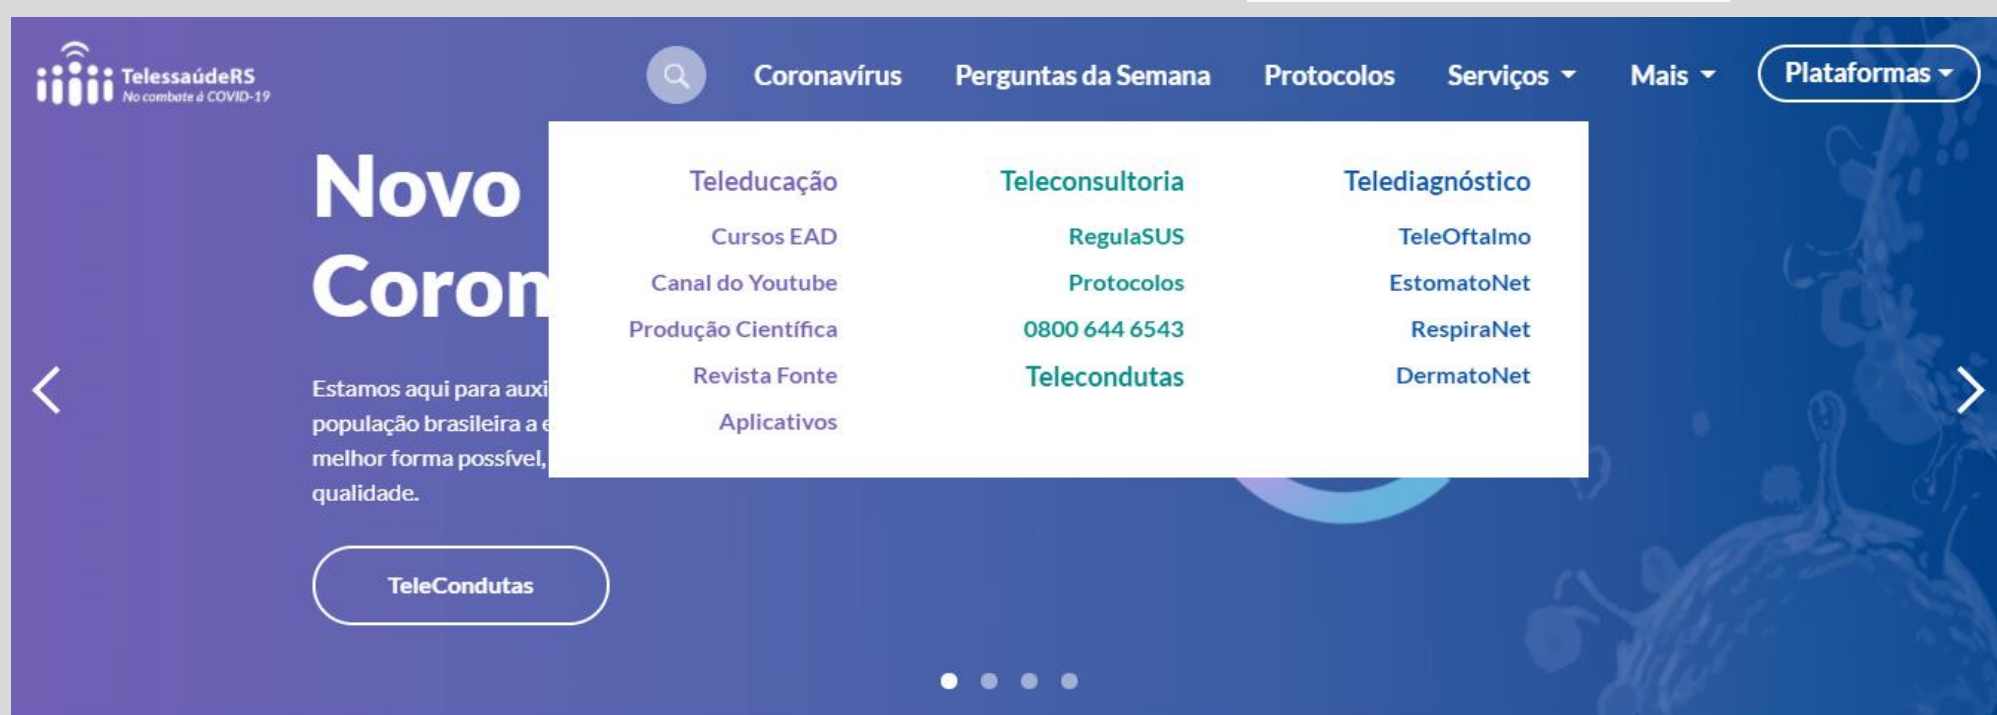 TelessaúdeRS
No combate à COVID-19
Coronavírus
Perguntas da Semana
Protocolos
Serviços
Mais
Plataformas
Novo
Coron
Estamos aqui para auxi
população brasileira a e
melhor forma possível,
qualidade.
TeleCondutas
Teleducação
Cursos EAD
Canal do Youtube
Produção Científica
Revista Fonte
Aplicativos
Teleconsultoria
RegulaSUS
Protocolos
0800 644 6543
Telecondutas
Telediagnóstico
TeleOftalmo
EstomatoNet
RespiraNet
DermatoNet